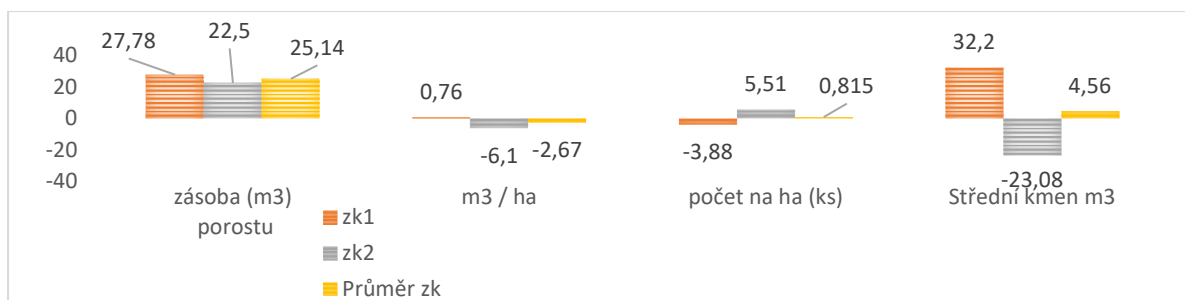 27,78
22,5
25,14
0,76
-6,1
-2,67
-3,88
5,51
0,815
32,2
-23,08
4,56
40
20
0
-20
-40
zásoba (m3)
porostu
m3 / ha
počet na ha (ks)
Střední kmen m3
zk1
zk2
Průměr zk